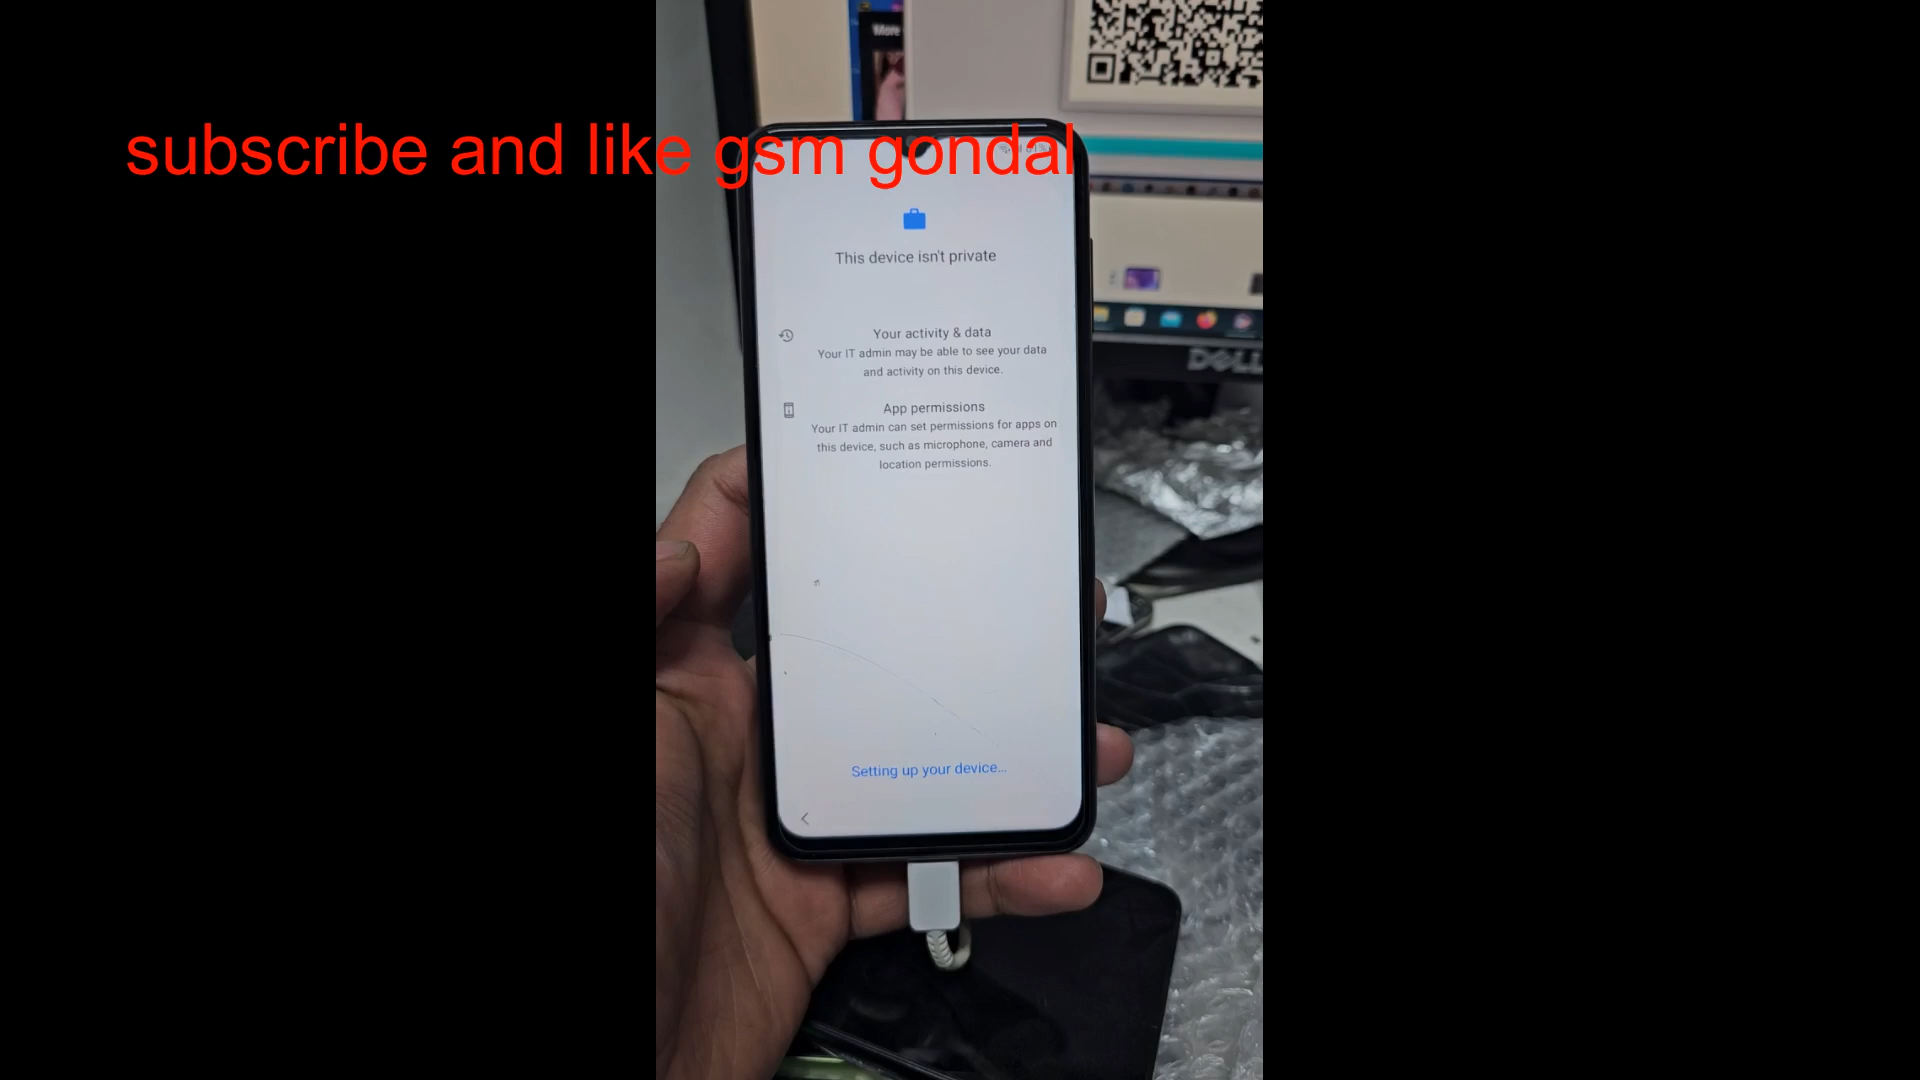 More
subscribe and like gsm gondal
This device isn't private
Your activity & data
Your IT admin may be able to see your data
and activity on this device.
App permissions
Your IT admin can set permissions for apps on
this device, such as microphone, camera and
location permissions.
Setting up your device...
DELL